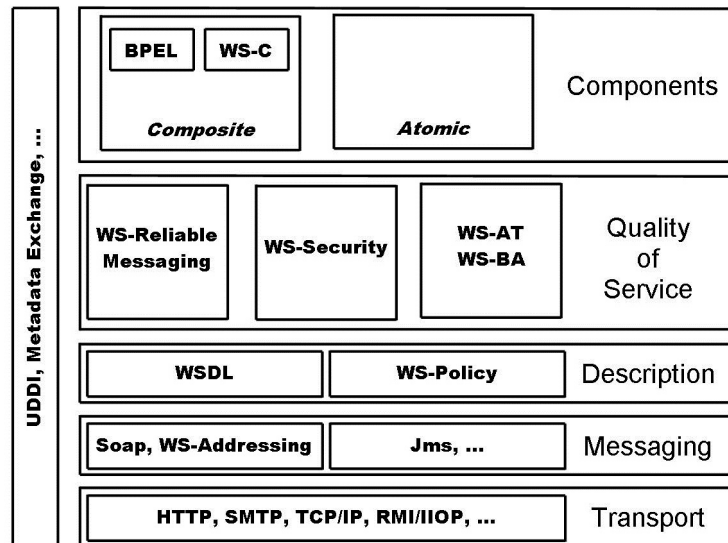 UDDI, Metadata Exchange, ...
BPEL
WS-C
Composite
Atomic
Components
WS-Reliable
Messaging
WS-Security
WS-AT
WS-BA
Quality
of
Service
WSDL
WS-Policy
Description
Soap, WS-Addressing
Jms, ...
Messaging
HTTP, SMTP, TCP/IP, RMI/IIOP, ...
Transport